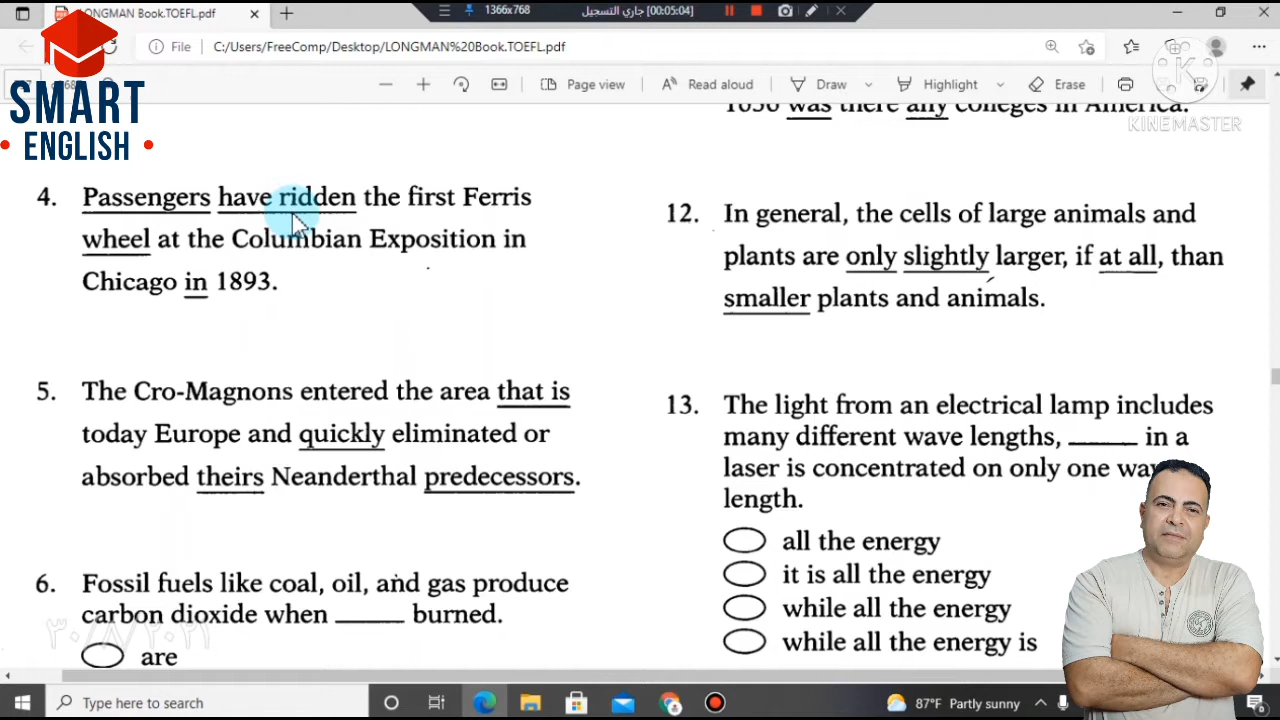 LONGMAN Book.TOEFL.pdf
1366x768
جاري التسجيل [00:05:04]
File
C:/Users/FreeComp/Desktop/LONGMAN%20Book.TOEFL.pdf
Page view
Read aloud
Draw
Highlight
Erase
K
KINEMASTER
SMART
ENGLISH
4. Passengers have ridden the first Ferris
wheel at the Columbian Exposition in
Chicago in 1893.
5. The Cro-Magnons entered the area that is
today Europe and quickly eliminated or
absorbed theirs Neanderthal predecessors.
6. Fossil fuels like coal, oil, and gas produce
carbon dioxide when _____ burned.
are
٣٠/٨/٢٠٢١
1636 was there any colleges in America.
12. In general, the cells of large animals and
plants are only slightly larger, if at all, than
smaller plants and animals.
13. The light from an electrical lamp includes
many different wave lengths, _____ in a
laser is concentrated on only one wave
length.
all the energy
it is all the energy
while all the energy
while all the energy is
Type here to search
87°F Partly sunny